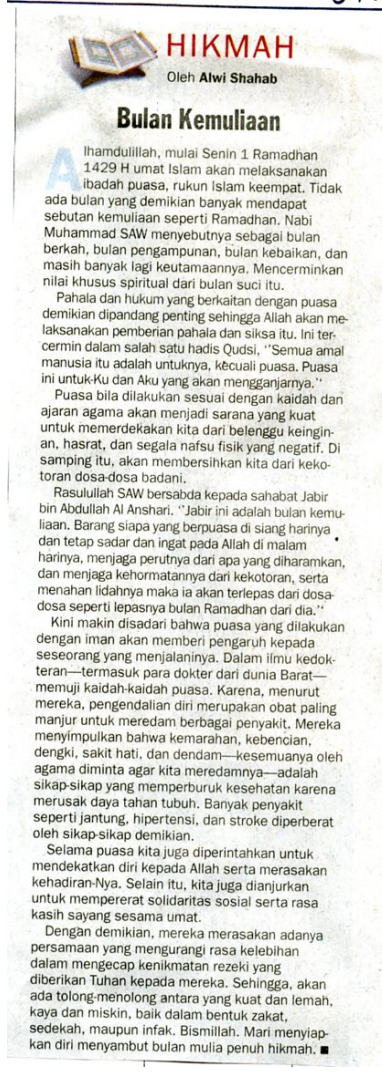 HIKMAH
Oleh Alwi Shahab
Bulan Kemuliaan
Alhamdulillah, mulai Senin 1 Ramadhan
1429 H umat Islam akan melaksanakan
ibadah puasa, rukun Islam keempat. Tidak
ada bulan yang demikian banyak mendapat
sebutan kemuliaan seperti Ramadhan. Nabi
Muhammad SAW menyebutnya sebagai bulan
berkah, bulan pengampunan, bulan kebaikan, dan
masih banyak lagi keutamaannya. Mencerminkan
nilai khusus spiritual dari bulan suci itu.
Pahala dan hukum yang berkaitan dengan puasa
demikian dipandang penting sehingga Allah akan me-
laksanakan pemberian pahala dan siksa itu. Ini ter-
cermin dalam salah satu hadis Qudsi, ''Semua amal
manusia itu adalah untuknya, kecuali puasa. Puasa
ini untuk-Ku dan Aku yang akan mengganjarnya.''
Puasa bila dilakukan sesuai dengan kaidah dan
ajaran agama akan menjadi sarana yang kuat
untuk memerdekakan kita dari belenggu keingin-
an, hasrat, dan segala nafsu fisik yang negatif. Di
samping itu, akan membersihkan kita dari keko-
toran dosa-dosa badani.
Rasulullah SAW bersabda kepada sahabat Jabir
bin Abdullah Al Anshari. ''Jabir ini adalah bulan kemu-
liaan. Barang siapa yang berpuasa di siang harinya
dan tetap sadar dan ingat pada Allah di malam
harinya, menjaga perutnya dari apa yang diharamkan,
dan menjaga kehormatannya dari kekotoran, serta
menahan lidahnya maka ia akan terlepas dari dosa-
dosa seperti lepasnya bulan Ramadhan dari dia.''
Kini makin disadari bahwa puasa yang dilakukan
dengan iman akan memberi pengaruh kepada
seseorang yang menjalaninya. Dalam ilmu kedok-
teran—termasuk para dokter dari dunia Barat—
memuji kaidah-kaidah puasa. Karena, menurut
mereka, pengendalian diri merupakan obat paling
manjur untuk meredam berbagai penyakit. Mereka
menyimpulkan bahwa kemarahan, kebencian,
dengki, sakit hati, dan dendam—kesemuanya oleh
agama diminta agar kita meredamnya—adalah
sikap-sikap yang memperburuk kesehatan karena
merusak daya tahan tubuh. Banyak penyakit
seperti jantung, hipertensi, dan stroke diperberat
oleh sikap-sikap demikian.
Selama puasa kita juga diperintahkan untuk
mendekatkan diri kepada Allah serta merasakan
kehadiran-Nya. Selain itu, kita juga dianjurkan
untuk mempererat solidaritas sosial serta rasa
kasih sayang sesama umat.
Dengan demikian, mereka merasakan adanya
persamaan yang mengurangi rasa kelebihan
dalam mengecap kenikmatan rezeki yang
diberikan Tuhan kepada mereka. Sehingga, akan
ada tolong-menolong antara yang kuat dan lemah,
kaya dan miskin, baik dalam bentuk zakat,
sedekah, maupun infak. Bismillah. Mari menyiap-
kan diri menyambut bulan mulia penuh hikmah. ■